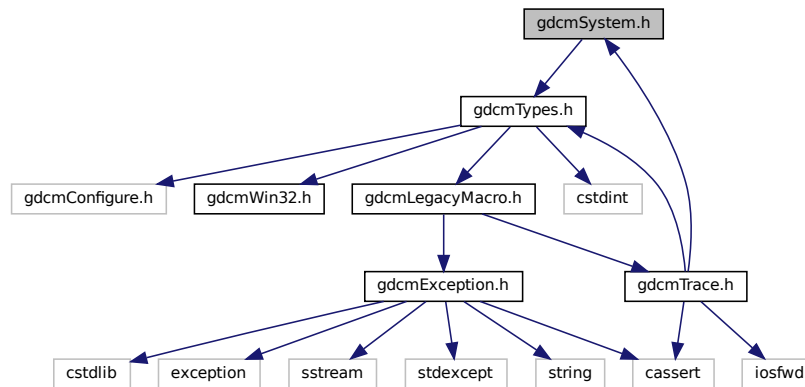 gdcmSystem.h
gdcmTypes.h
gdcmConfigure.h
gdcmWin32.h
gdcmLegacyMacro.h
cstdint
gdcmException.h
gdcmTrace.h
cstdlib
exception
sstream
stdexcept
string
cassert
iosfwd